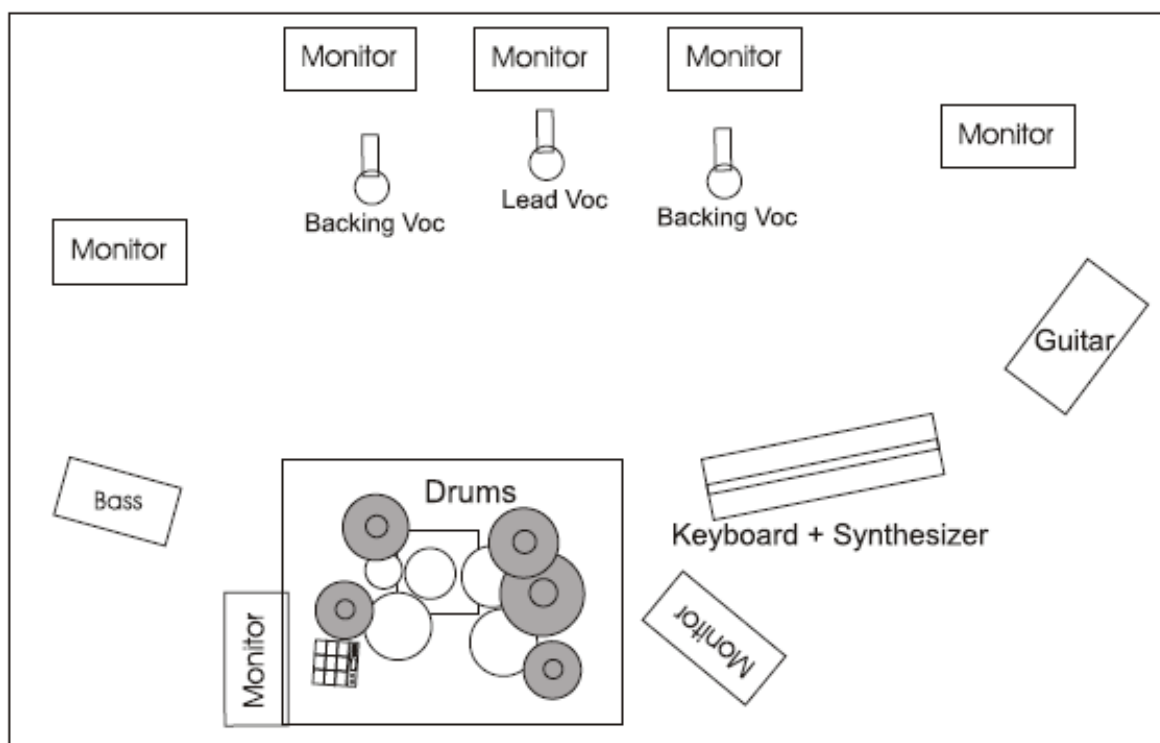 Monitor
Monitor
Monitor
Monitor
Lead Voc
Backing Voc
Backing Voc
Monitor
Guitar
Bass
Drums
Keyboard + Synthesizer
Monitor
Monitor